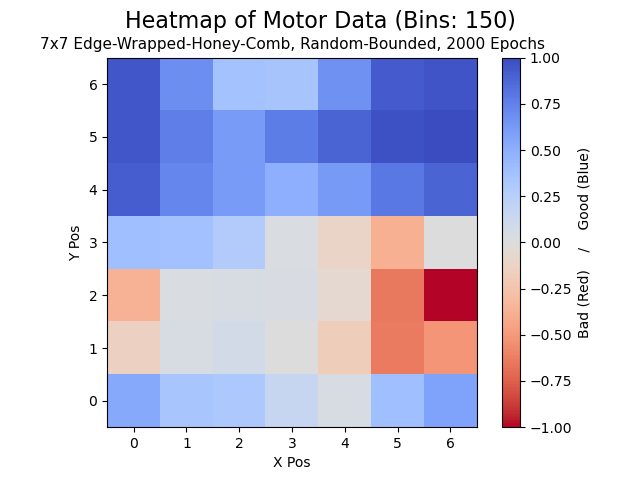 Heatmap of Motor Data (Bins: 150)
7x7 Edge-Wrapped-Honey-Comb, Random-Bounded, 2000 Epochs
6
5
4
3
2
1
0
Y Pos
0 1 2 3 4 5 6
X Pos
1.00
0.75
0.50
0.25
0.00
−0.25
−0.50
−0.75
−1.00
Bad (Red) / Good (Blue)